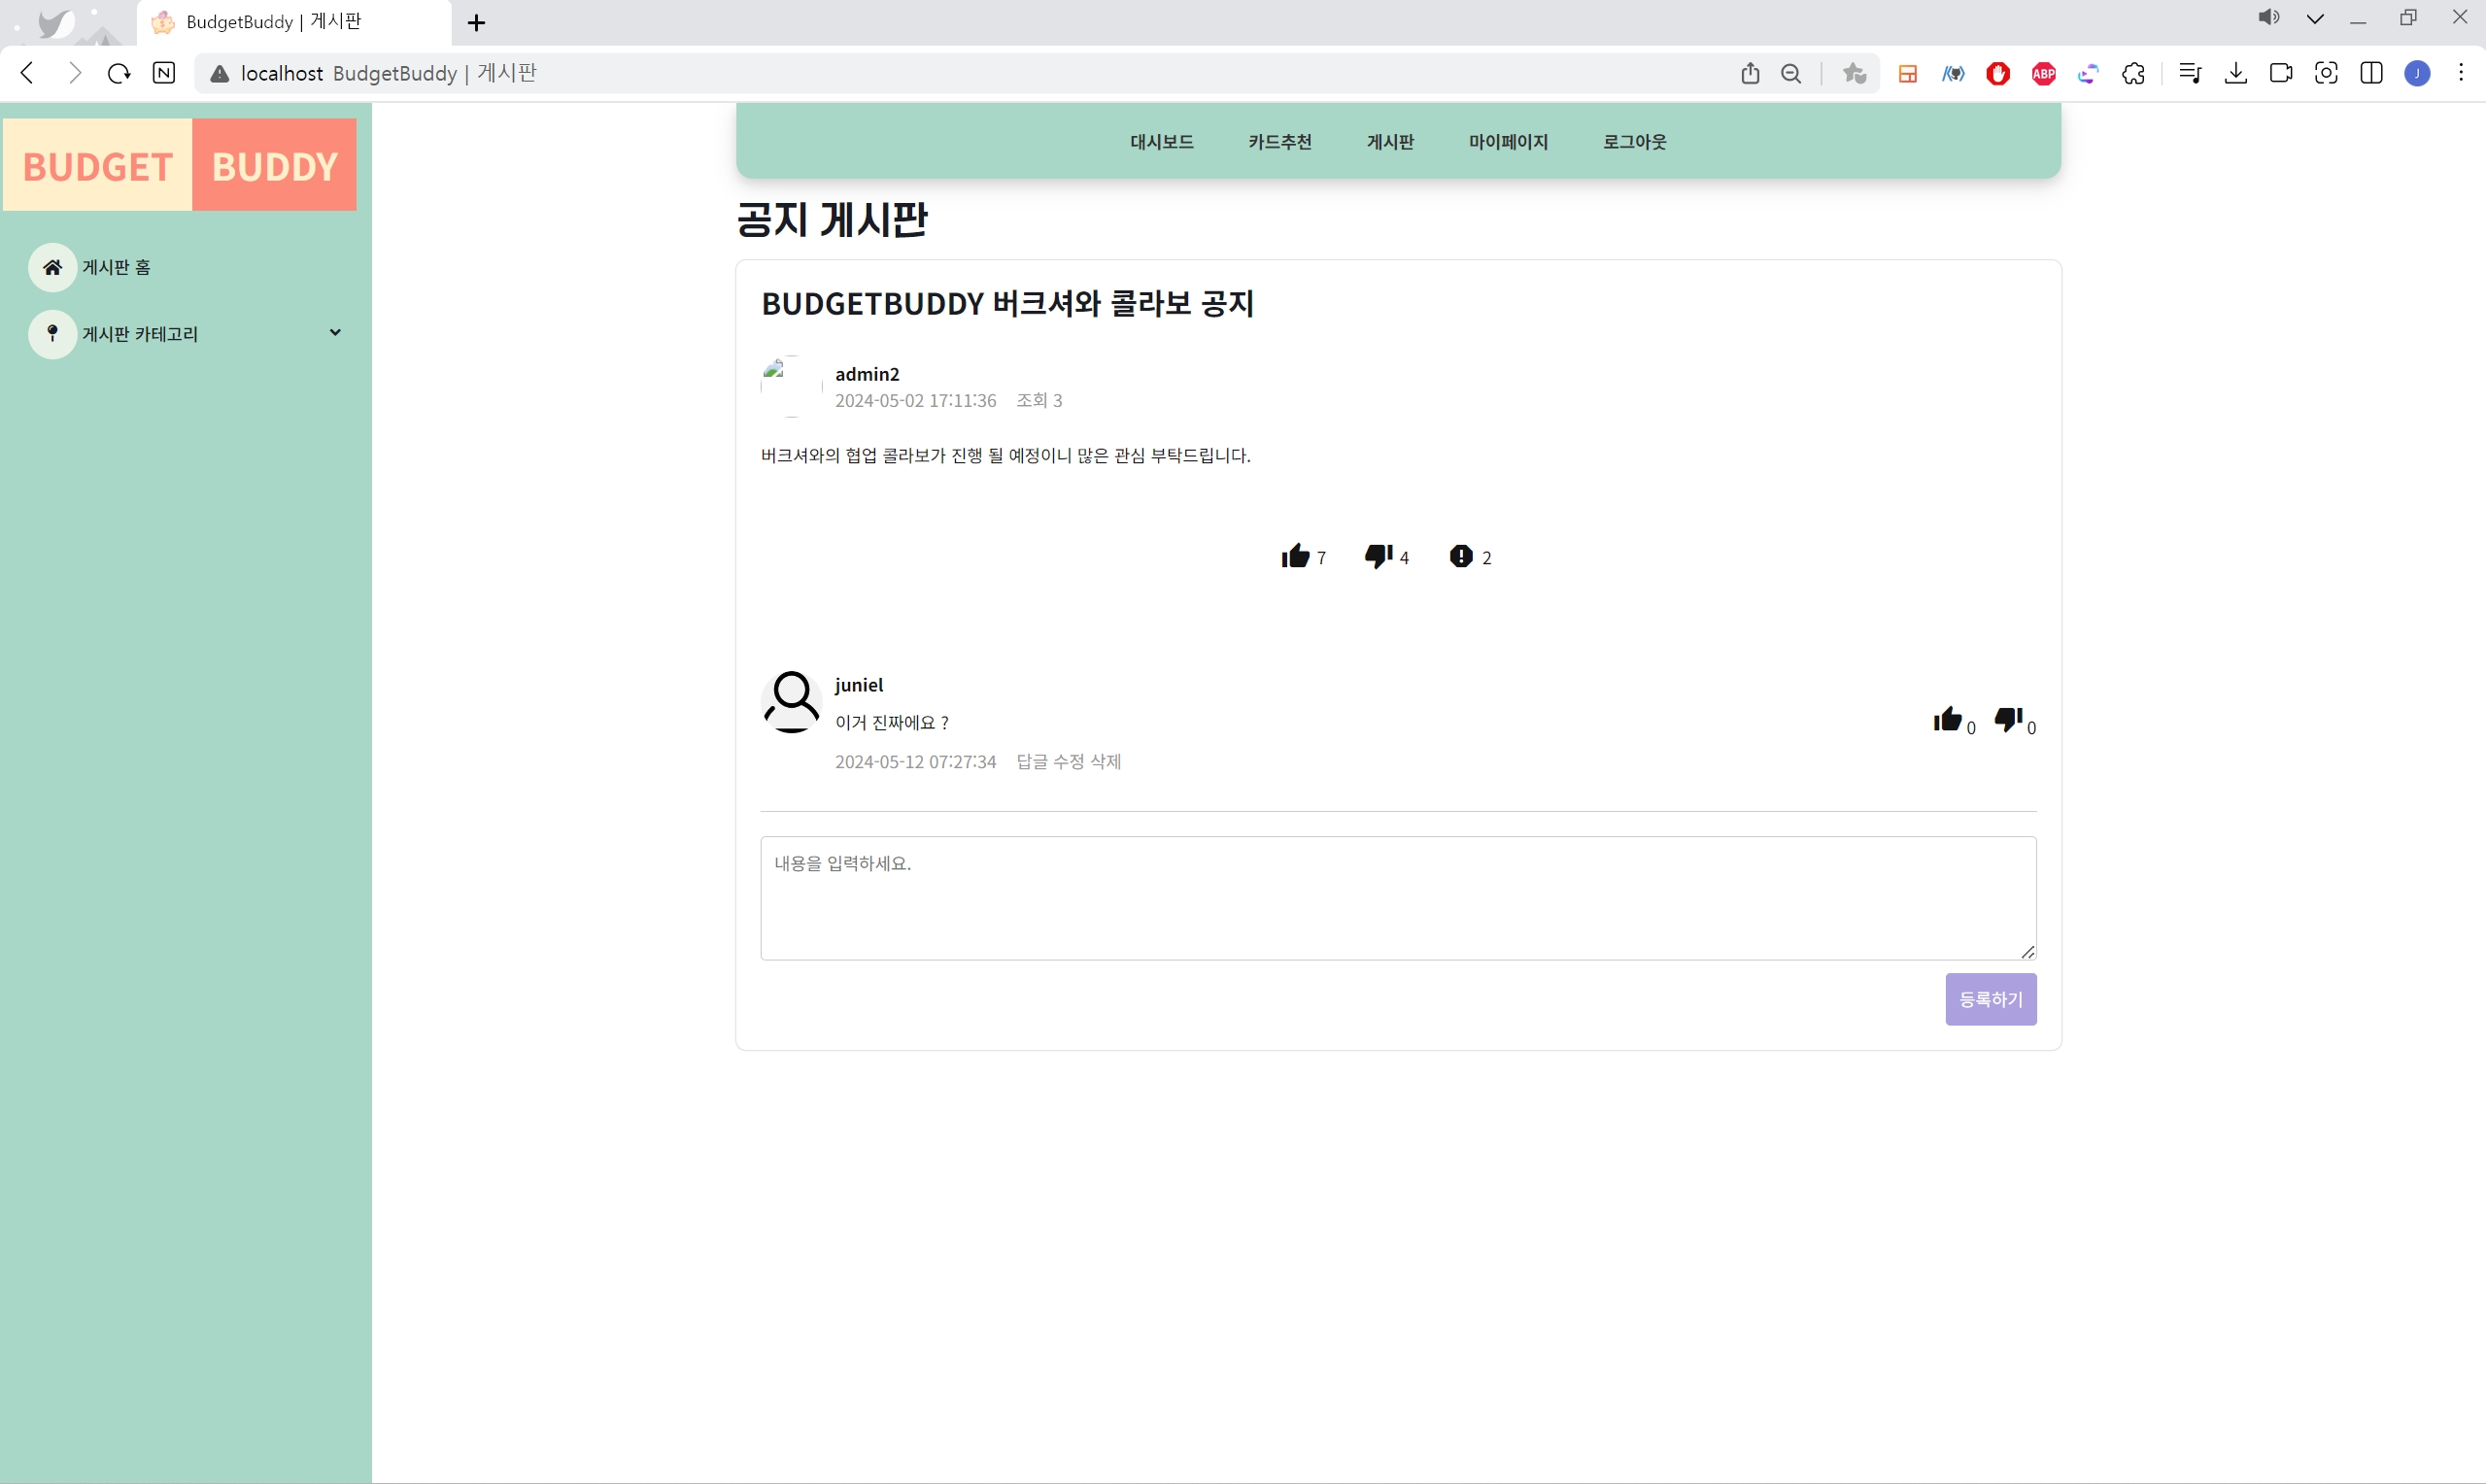 BudgetBuddy | 게시판
localhost BudgetBuddy | 게시판
ABP
J
BUDGET BUDDY
게시판 홈
게시판 카테고리
대시보드 카드추천 게시판 마이페이지 로그아웃
공지 게시판
BUDGETBUDDY 버크셔와 콜라보 공지
admin2
2024-05-02 17:11:36 조회 3
버크셔와의 협업 콜라보가 진행 될 예정이니 많은 관심 부탁드립니다.
7 4 2
juniel
이거 진짜에요 ?
0 0
2024-05-12 07:27:34 답글 수정 삭제
내용을 입력하세요.
등록하기